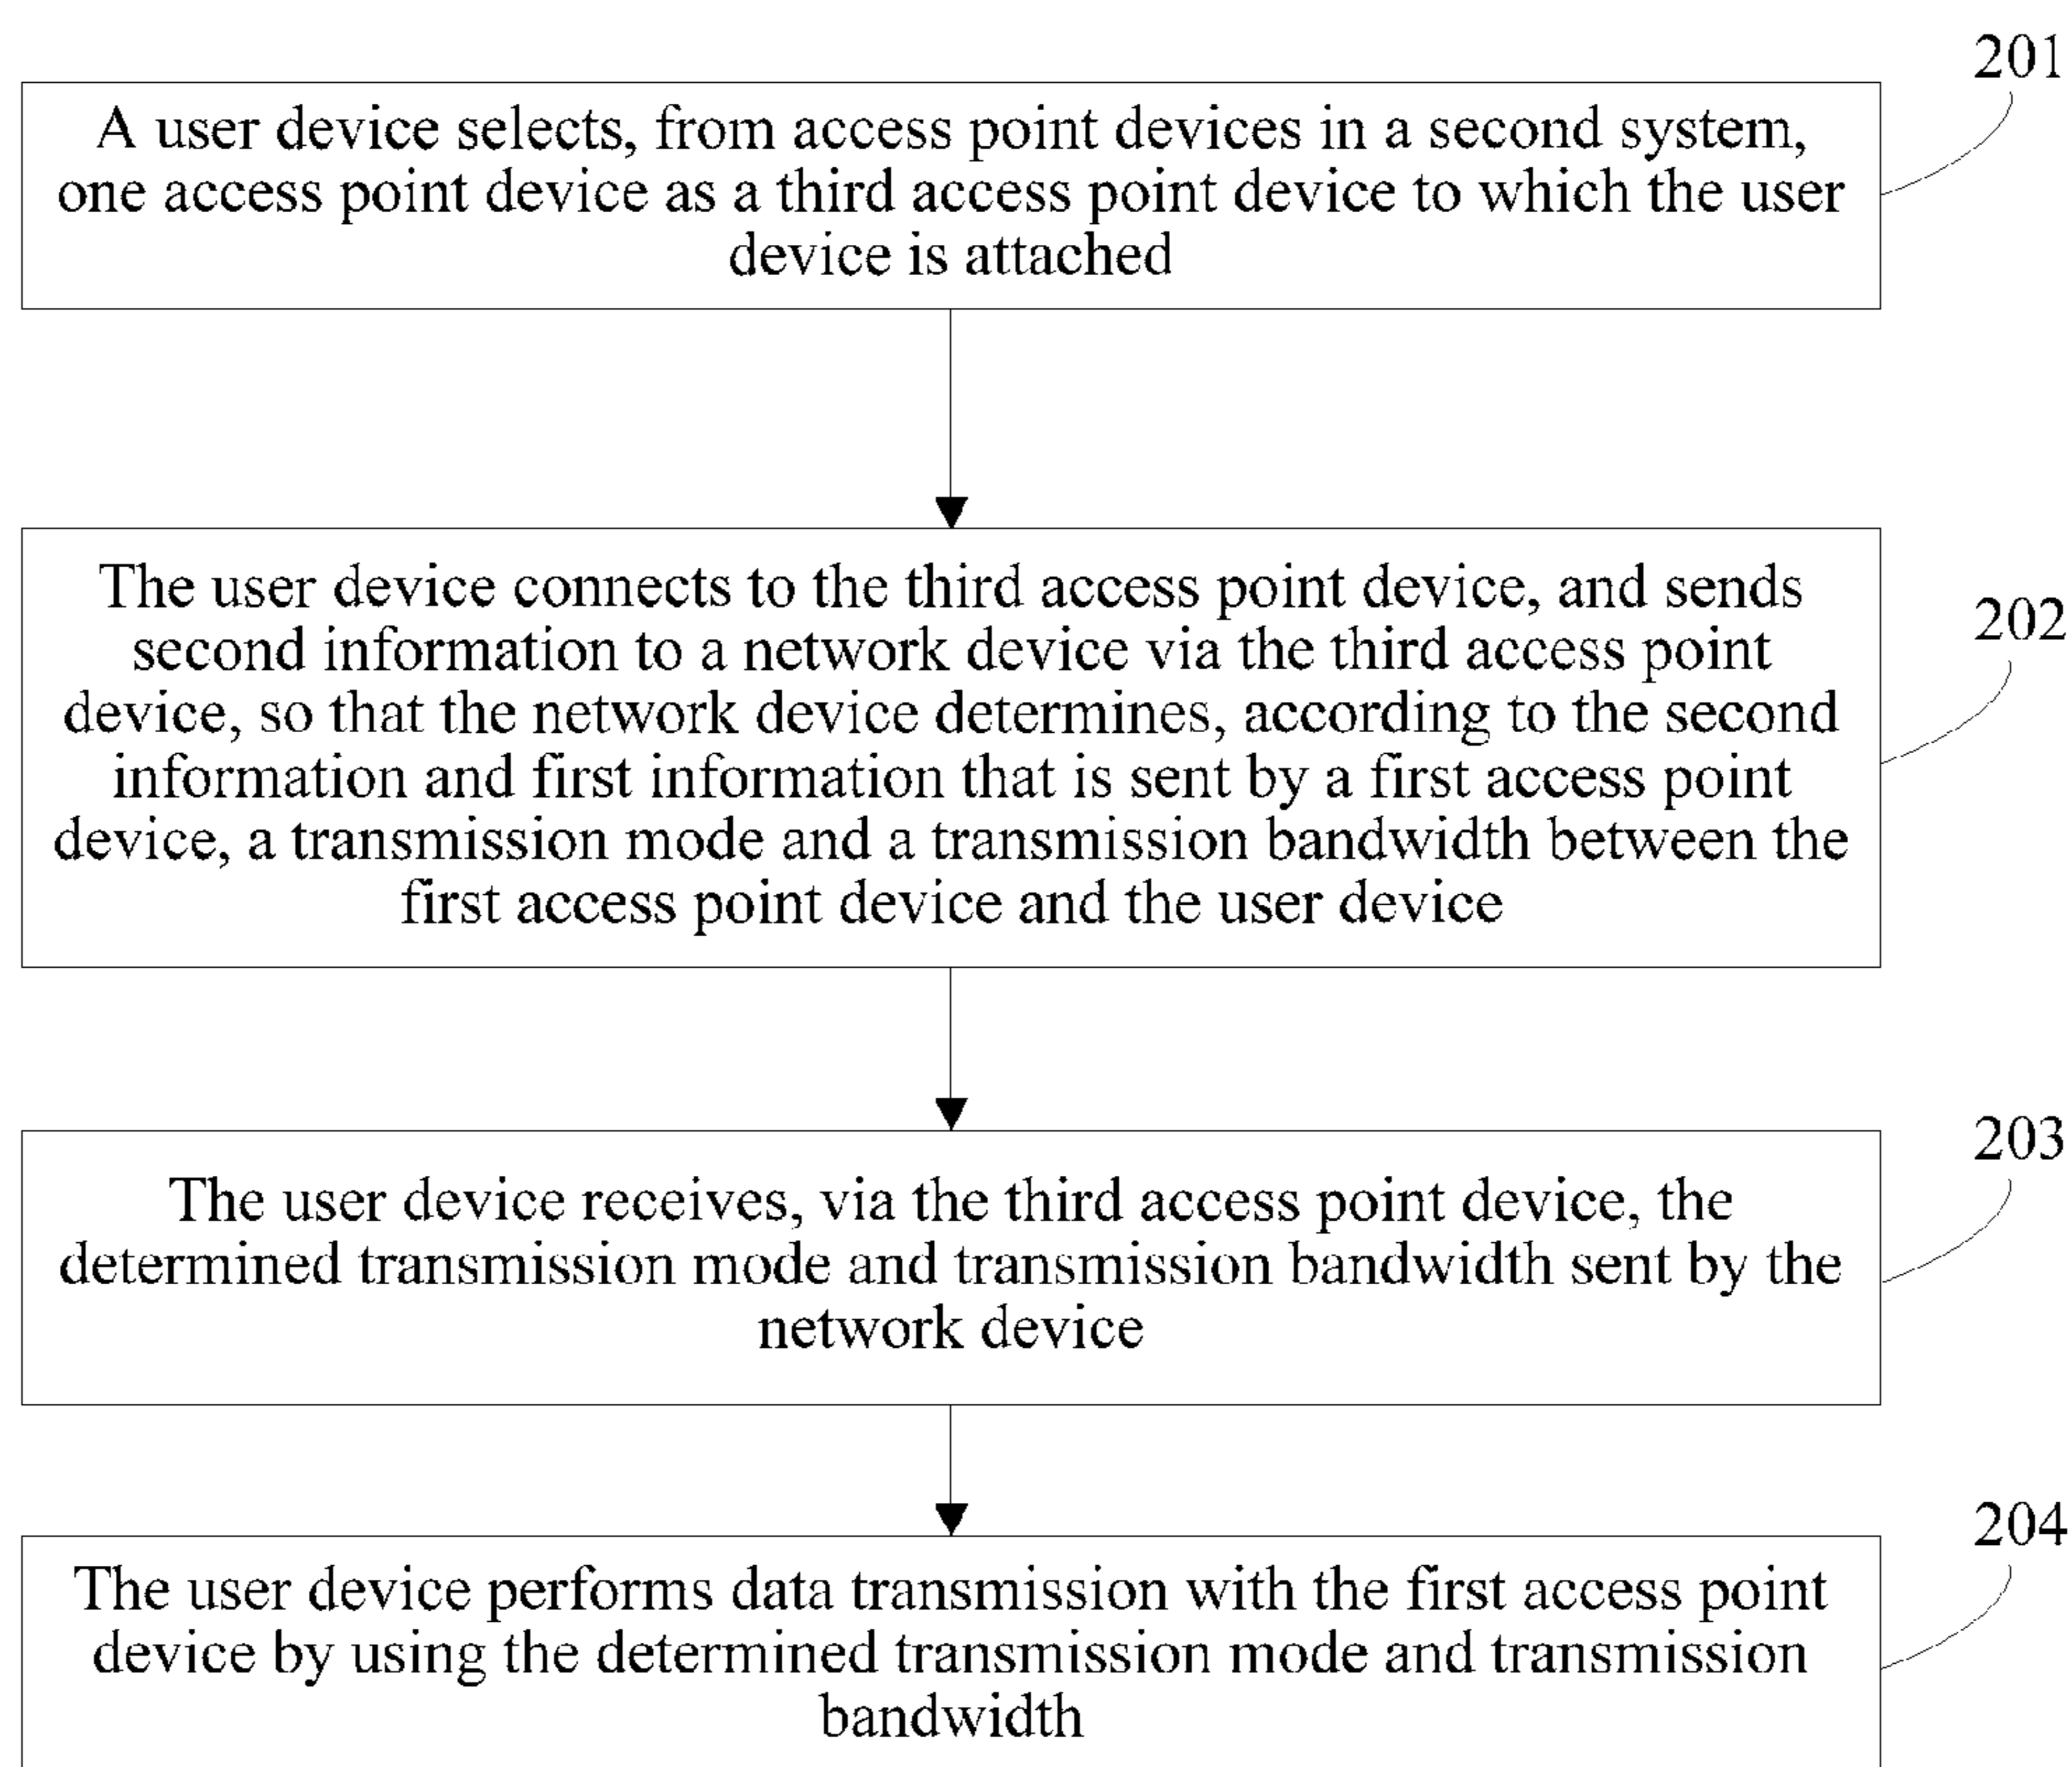 201
A user device selects, from access point devices in a second system,
one access point device as a third access point device to which the user
device is attached
202
The user device connects to the third access point device, and sends
second information to a network device via the third access point
device, so that the network device determines, according to the second
information and first information that is sent by a first access point
device, a transmission mode and a transmission bandwidth between the
first access point device and the user device
203
The user device receives, via the third access point device, the
determined transmission mode and transmission bandwidth sent by the
network device
204
The user device performs data transmission with the first access point
device by using the determined transmission mode and transmission
bandwidth